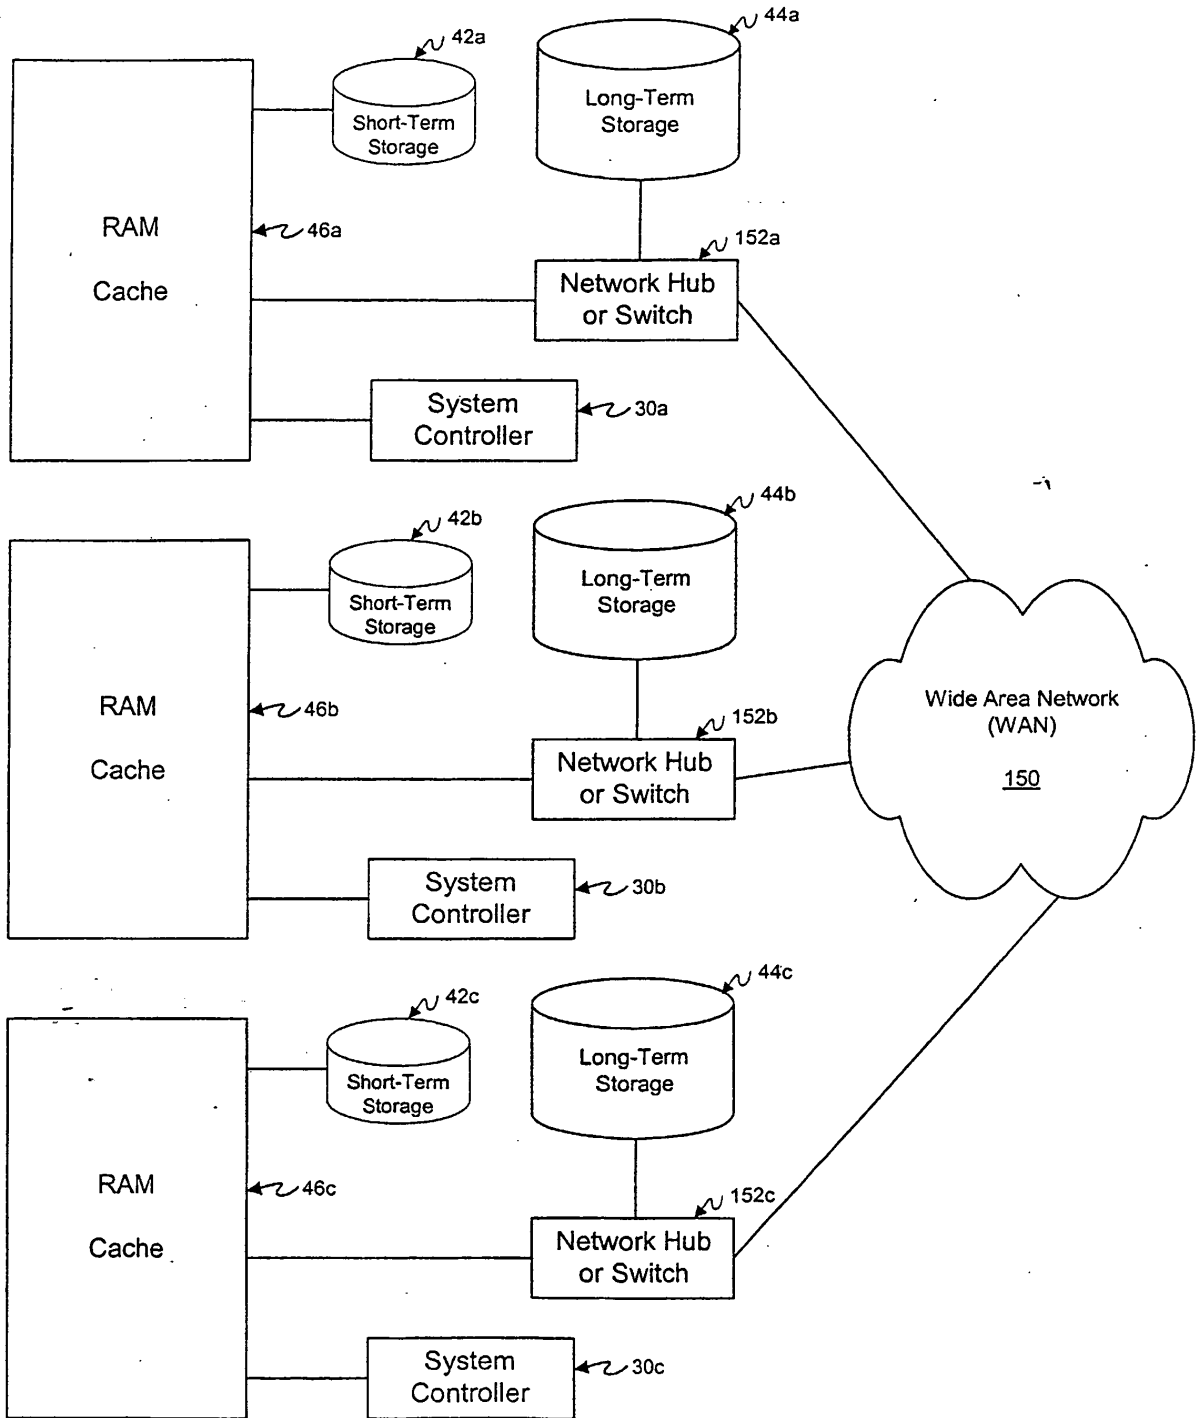 42a
44a
Short-Term
Storage
Long-Term
Storage
RAM
Cache
46a
152a
Network Hub
or Switch
System
Controller
30a
42b
44b
Short-Term
Storage
Long-Term
Storage
RAM
Cache
46b
152b
Network Hub
or Switch
System
Controller
30b
Wide Area Network
(WAN)
150
42c
44c
Short-Term
Storage
Long-Term
Storage
RAM
Cache
46c
152c
Network Hub
or Switch
System
Controller
30c